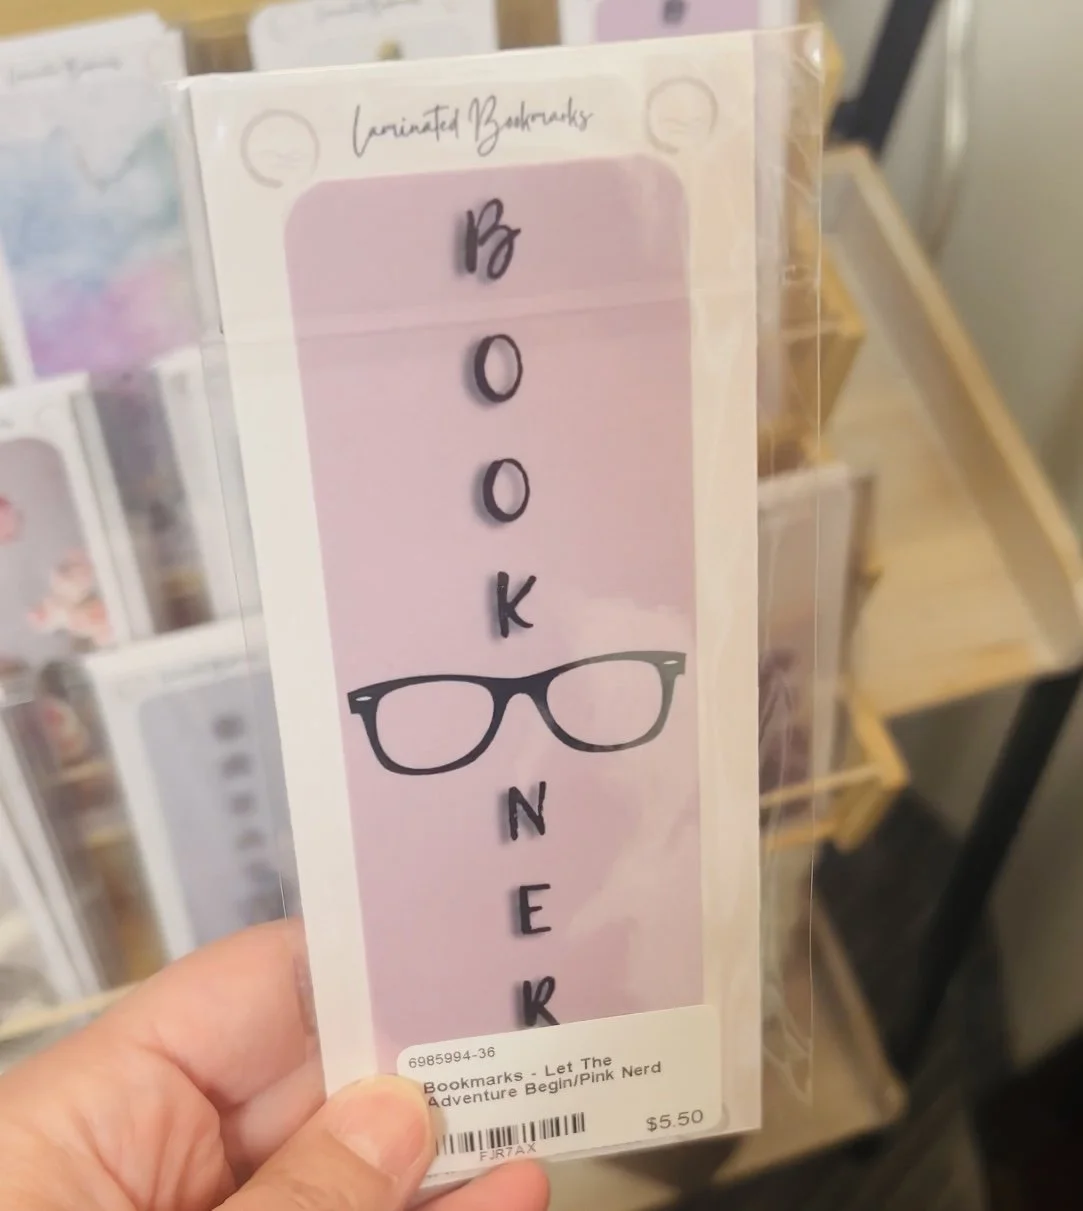 Laminated Bookmarks
B
O
O
K
N
E
R
6985994-36
Bookmarks - Let The
Adventure Begin/Pink Nerd
$5.50
FJR7AX